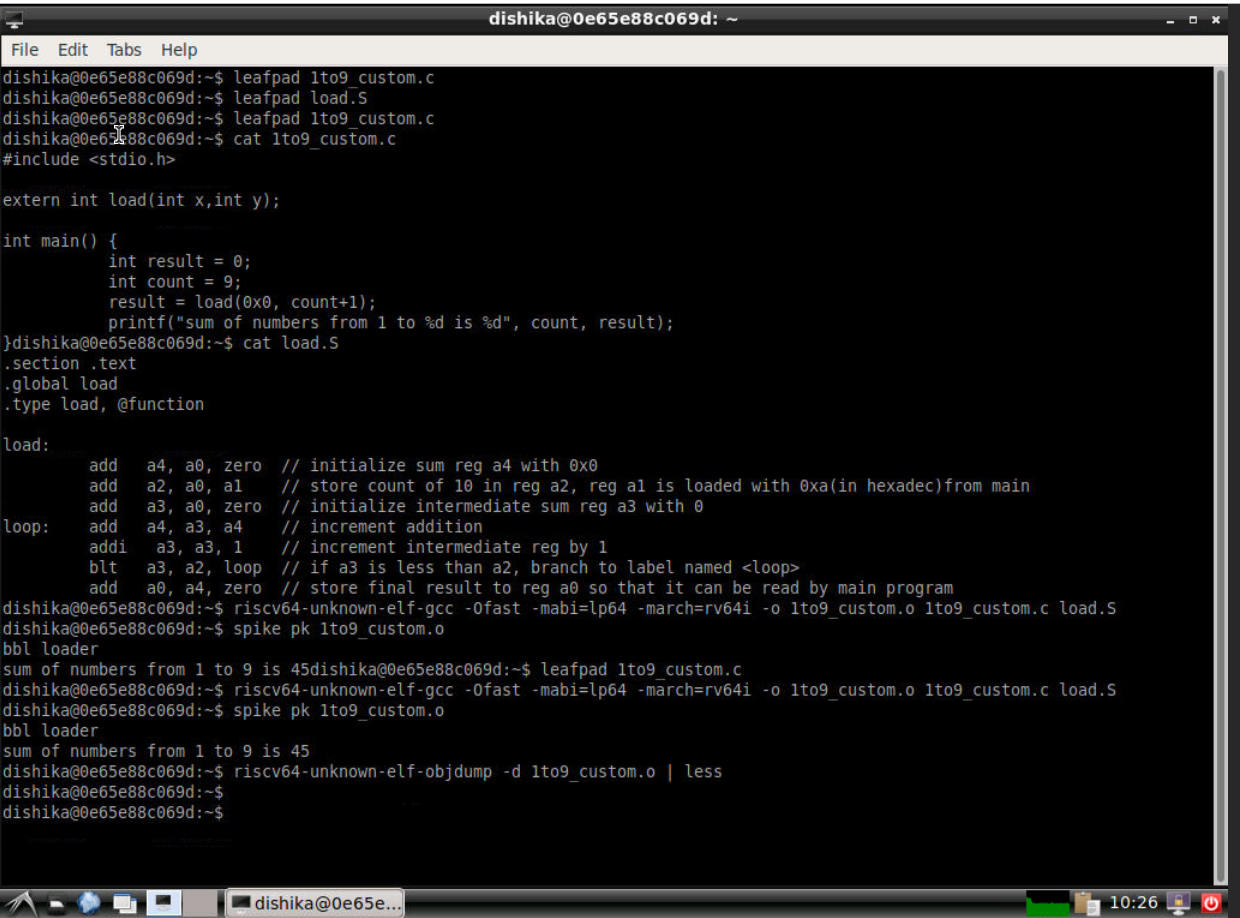 dishika@0e65e88c069d: ~
File Edit Tabs Help
dishika@0e65e88c069d:~$ leafpad 1to9_custom.c
dishika@0e65e88c069d:~$ leafpad load.S
dishika@0e65e88c069d:~$ leafpad 1to9_custom.c
dishika@0e65e88c069d:~$ cat 1to9_custom.c
#include <stdio.h>

extern int load(int x,int y);

int main() {
          int result = 0;
          int count = 9;
          result = load(0x0, count+1);
          printf("sum of numbers from 1 to %d is %d", count, result);
}dishika@0e65e88c069d:~$ cat load.S
.section .text
.global load
.type load, @function

load:
         add   a4, a0, zero  // initialize sum reg a4 with 0x0
         add   a2, a0, a1    // store count of 10 in reg a2, reg a1 is loaded with 0xa(in hexadec)from main
         add   a3, a0, zero  // initialize intermediate sum reg a3 with 0
loop:    add   a4, a3, a4    // increment addition
         addi   a3, a3, 1    // increment intermediate reg by 1
         blt   a3, a2, loop  // if a3 is less than a2, branch to label named <loop>
         add   a0, a4, zero  // store final result to reg a0 so that it can be read by main program
dishika@0e65e88c069d:~$ riscv64-unknown-elf-gcc -Ofast -mabi=lp64 -march=rv64i -o 1to9_custom.o 1to9_custom.c load.S
dishika@0e65e88c069d:~$ spike pk 1to9_custom.o
bbl loader
sum of numbers from 1 to 9 is 45dishika@0e65e88c069d:~$ leafpad 1to9_custom.c
dishika@0e65e88c069d:~$ riscv64-unknown-elf-gcc -Ofast -mabi=lp64 -march=rv64i -o 1to9_custom.o 1to9_custom.c load.S
dishika@0e65e88c069d:~$ spike pk 1to9_custom.o
bbl loader
sum of numbers from 1 to 9 is 45
dishika@0e65e88c069d:~$ riscv64-unknown-elf-objdump -d 1to9_custom.o | less
dishika@0e65e88c069d:~$
dishika@0e65e88c069d:~$
dishika@0e65e... 10:26